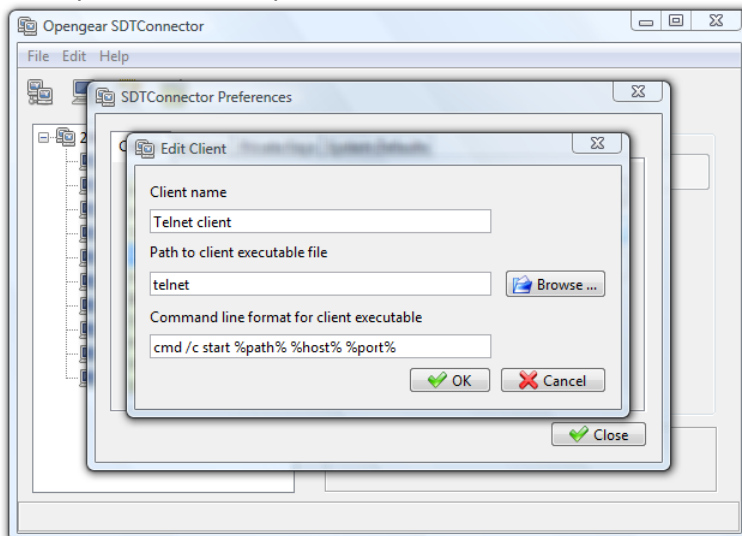 Opengear SDTConnector
File Edit Help
SDTConnector Preferences
2
Edit Client
Client name
Telnet client
Path to client executable file
telnet
Browse ...
Command line format for client executable
cmd /c start %path% %host% %port%
OK
Cancel
Close